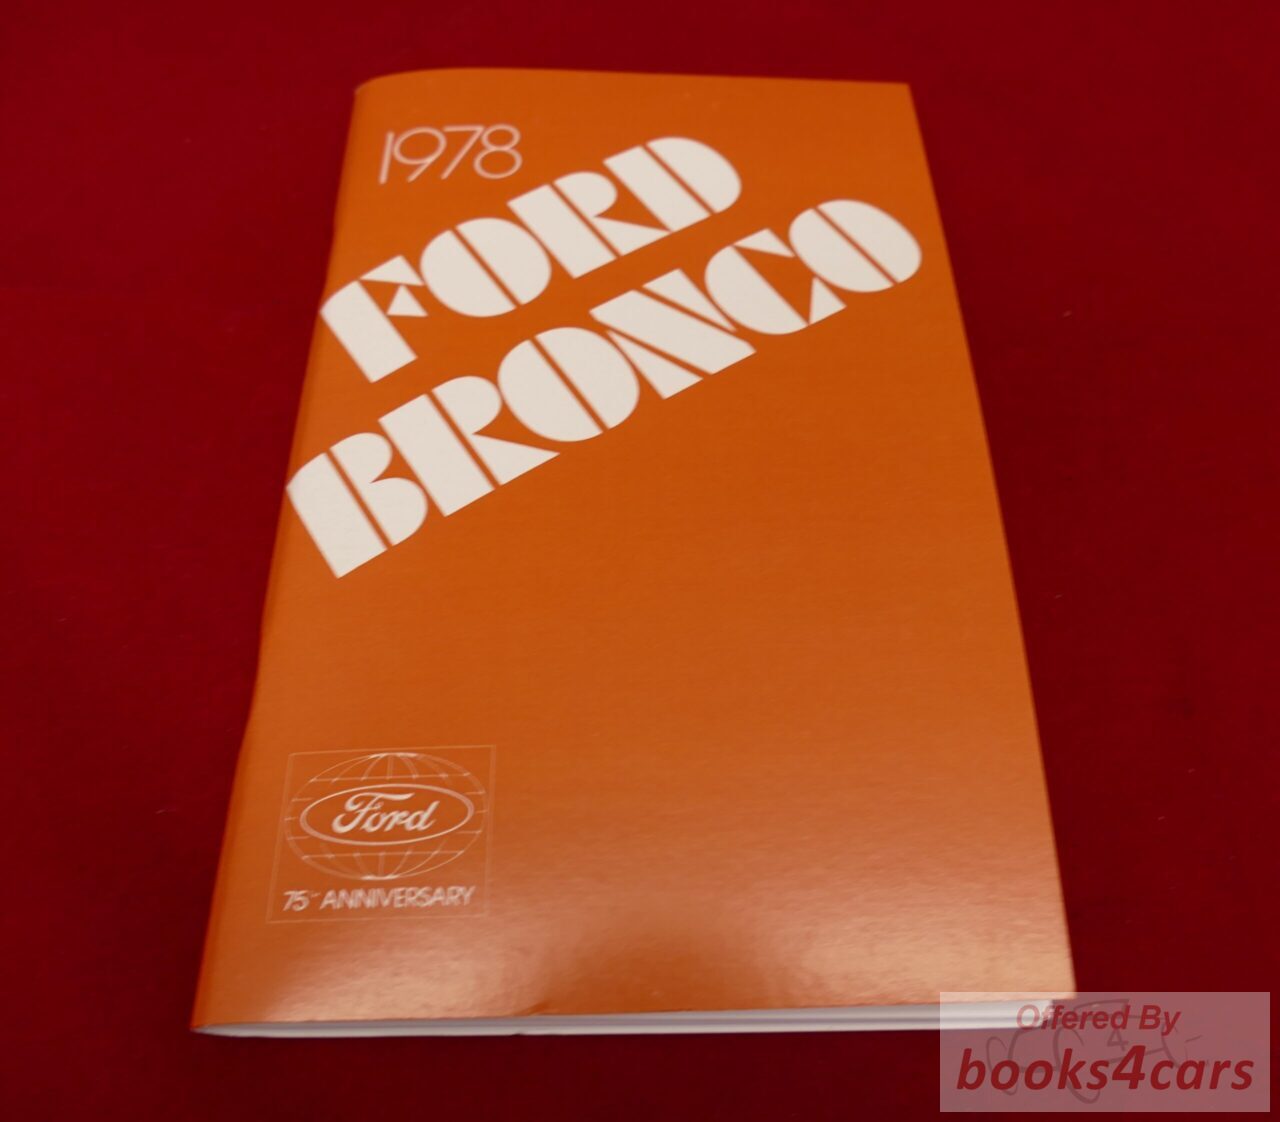 1978
FORD
BRONCO
Ford
75TH ANNIVERSARY
Offered By
books4cars